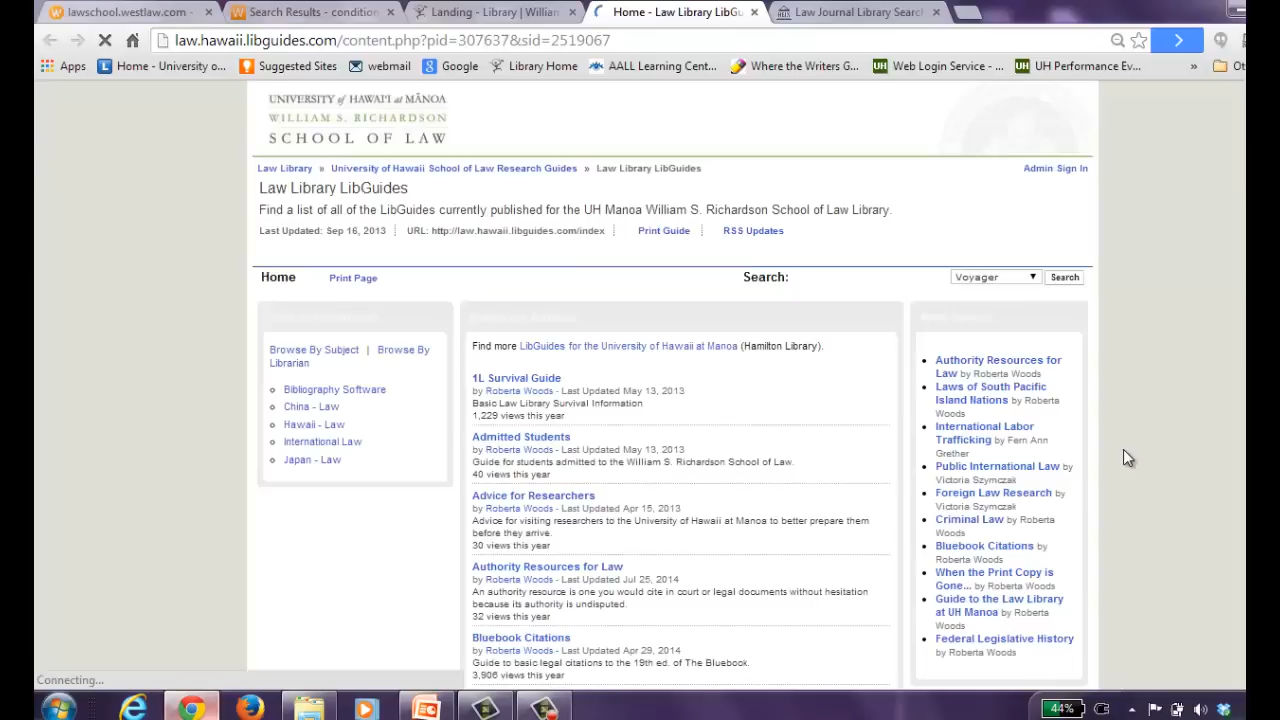 lawschool.westlaw.com -
Search Results - condition
Landing - Library | William
Home - Law Library LibGu
Law Journal Library Search
law.hawaii.libguides.com/content.php?pid=307637&sid=2519067
Apps
Home - University o...
Suggested Sites
webmail
Google
Library Home
AALL Learning Cent...
Where the Writers G...
Web Login Service - ...
UH Performance Ev...
»
Ot
UNIVERSITY of HAWAI'I at MĀNOA
WILLIAM S. RICHARDSON
SCHOOL OF LAW
Law Library » University of Hawaii School of Law Research Guides » Law Library LibGuides
Admin Sign In
Law Library LibGuides
Find a list of all of the LibGuides currently published for the UH Manoa William S. Richardson School of Law Library.
Last Updated: Sep 16, 2013
URL: http://law.hawaii.libguides.com/index
Print Guide
RSS Updates
Home
Print Page
Search:
Voyager
Search
Browse By Subject | Browse By
Librarian
Bibliography Software
China - Law
Hawaii - Law
International Law
Japan - Law
Find more LibGuides for the University of Hawaii at Manoa (Hamilton Library).
1L Survival Guide
by Roberta Woods - Last Updated May 13, 2013
Basic Law Library Survival Information
1,229 views this year
Admitted Students
by Roberta Woods - Last Updated May 13, 2013
Guide for students admitted to the William S. Richardson School of Law.
40 views this year
Advice for Researchers
by Roberta Woods - Last Updated Apr 15, 2013
Advice for visiting researchers to the University of Hawaii at Manoa to better prepare them
before they arrive.
30 views this year
Authority Resources for Law
by Roberta Woods - Last Updated Jul 25, 2014
An authority resource is one you would cite in court or legal documents without hesitation
because its authority is undisputed.
32 views this year
Bluebook Citations
by Roberta Woods - Last Updated Apr 29, 2014
Guide to basic legal citations to the 19th ed. of The Bluebook.
3,906 views this year
Authority Resources for
Law by Roberta Woods
Laws of South Pacific
Island Nations by Roberta
Woods
International Labor
Trafficking by Fern Ann
Grether
Public International Law by
Victoria Szymczak
Foreign Law Research by
Victoria Szymczak
Criminal Law by Roberta
Woods
Bluebook Citations by
Roberta Woods
When the Print Copy is
Gone... by Roberta Woods
Guide to the Law Library
at UH Manoa by Roberta
Woods
Federal Legislative History
by Roberta Woods
Connecting...
44%